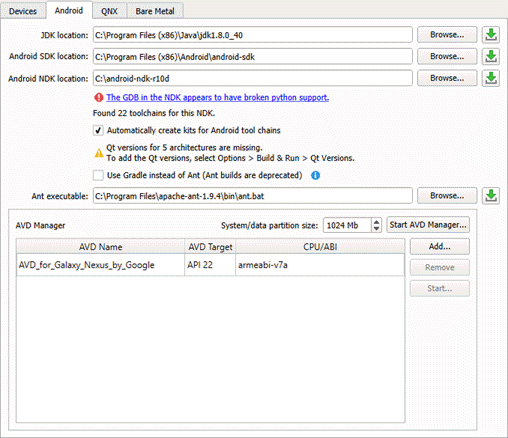 Devices Android QNX Bare Metal
JDK location: C:\Program Files (x86)\Java\jdk1.8.0_40 Browse...
Android SDK location: C:\Program Files (x86)\Android\android-sdk Browse...
Android NDK location: C:\android-ndk-r10d Browse...
The GDB in the NDK appears to have broken python support.
Found 22 toolchains for this NDK.
Automatically create kits for Android tool chains
Qt versions for 5 architectures are missing.
To add the Qt versions, select Options > Build & Run > Qt Versions.
Use Gradle instead of Ant (Ant builds are deprecated)
Ant executable: C:\Program Files\apache-ant-1.9.4\bin\ant.bat Browse...
AVD Manager System/data partition size: 1024 Mb Start AVD Manager...
AVD Name AVD Target CPU/ABI Add...
AVD_for_Galaxy_Nexus_by_Google API 22 armeabi-v7a Remove
Start...